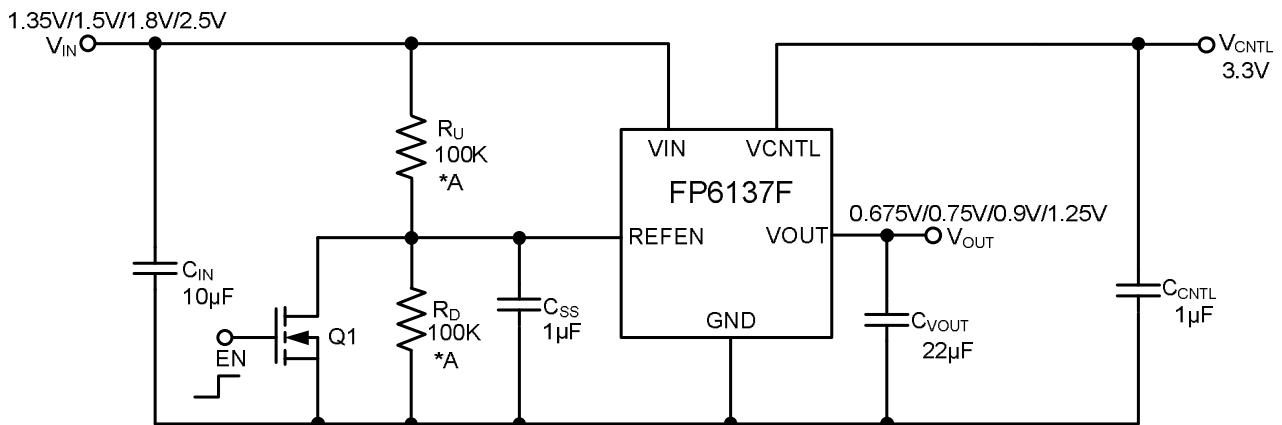 1.35V/1.5V/1.8V/2.5V
VIN
VCNTL
3.3V
RU
100K
*A
VIN
VCNTL
FP6137F
REFEN
VOUT
GND
0.675V/0.75V/0.9V/1.25V
VOUT
CIN
10µF
EN
Q1
RD
100K
*A
CSS
1µF
CVOUT
22µF
CCNTL
1µF